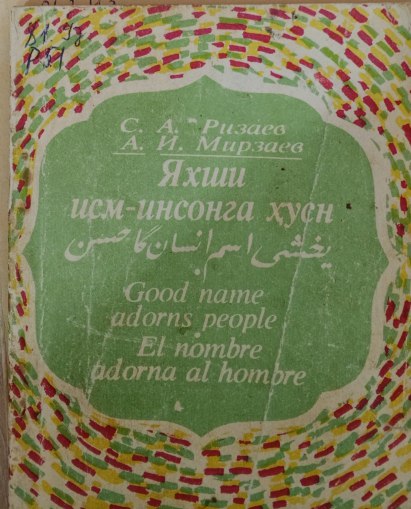 С. А. Ризаев
А. И. Мирзаев
Яхши
исм-инсонга ҳусн
یخشی اسم انسان گا حسن
Good name
adorns people
El nombre
adorna al hombre